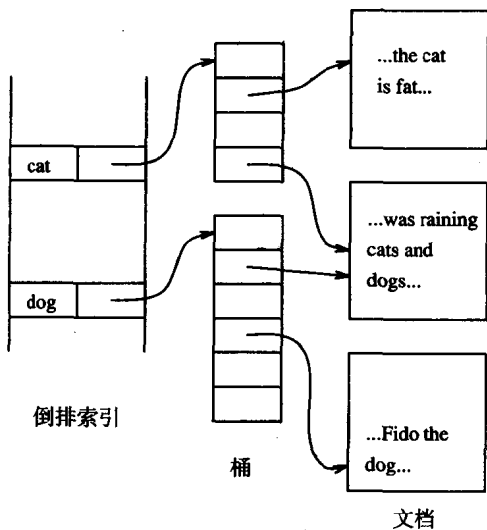 ...the cat
is fat...
cat
...was raining
cats and
dogs...
dog
倒排索引
...Fido the
dog...
桶
文档